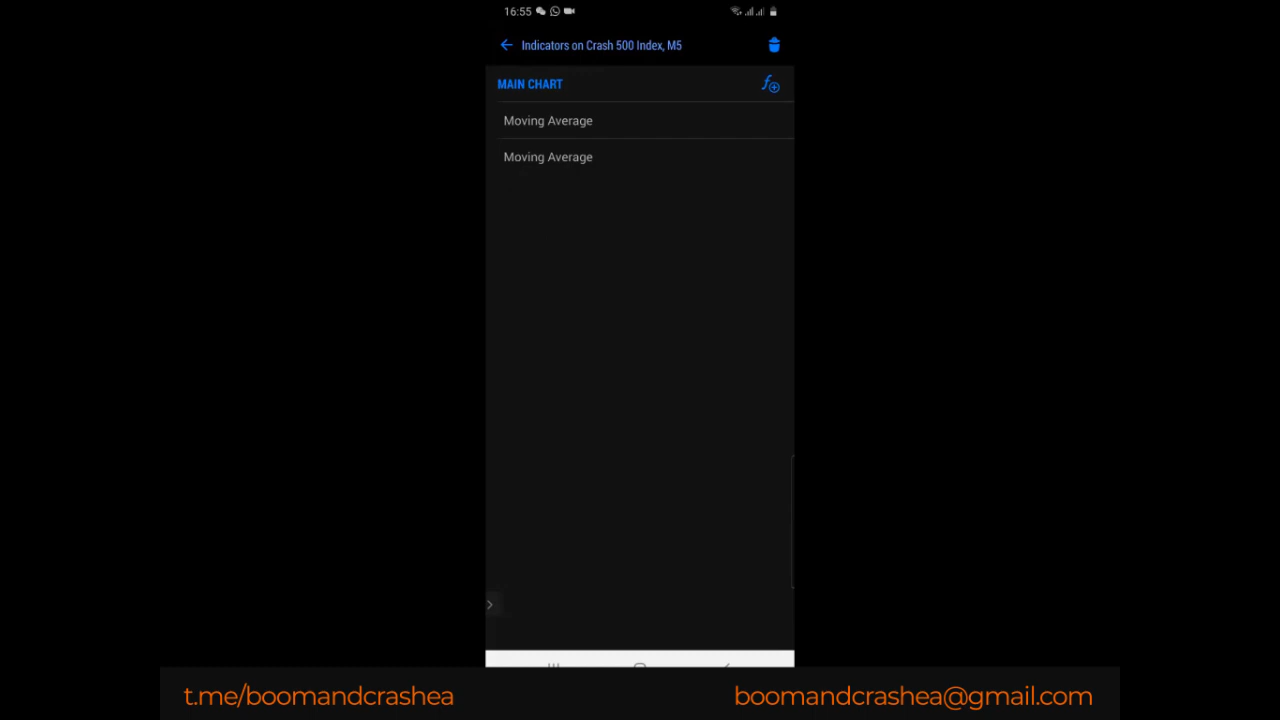 16:55
Indicators on Crash 500 Index, M5
MAIN CHART
Moving Average
Moving Average
t.me/boomandcrashea
boomandcrashea@gmail.com